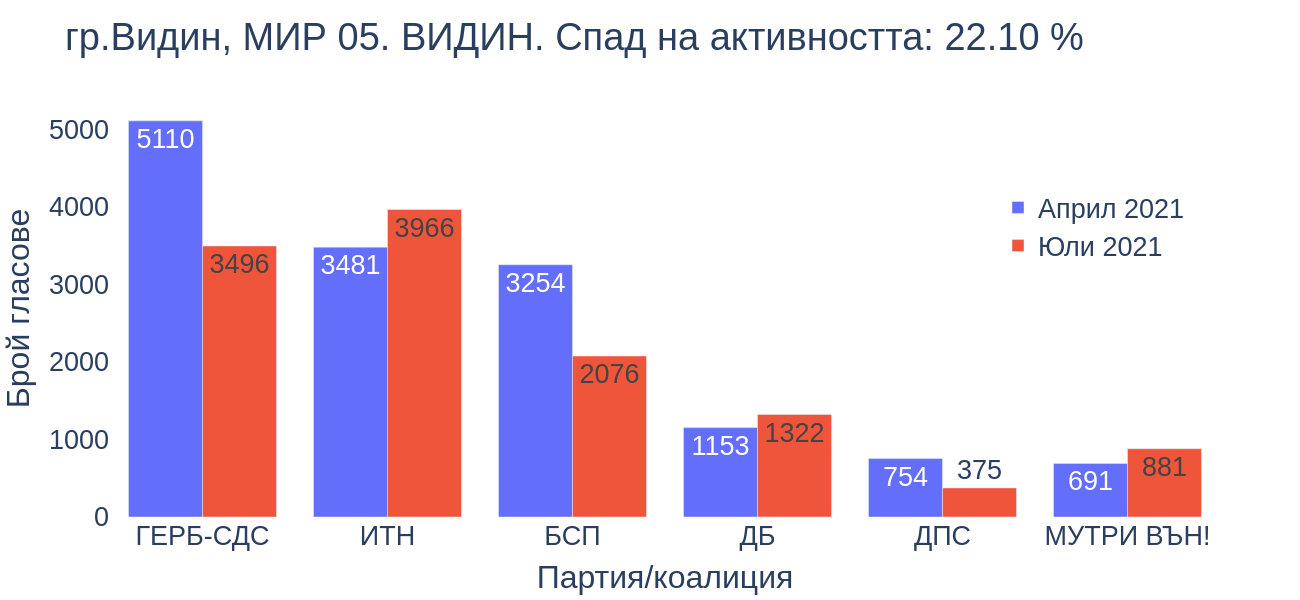 гр.Видин, МИР 05. ВИДИН. Спад на активността: 22.10 %
Брой гласове
5000
4000
3000
2000
1000
0
5110
3496
3481
3966
3254
2076
1153
1322
754
375
691
881
Април 2021
Юли 2021
ГЕРБ-СДС
ИТН
БСП
ДБ
ДПС
МУТРИ ВЪН!
Партия/коалиция